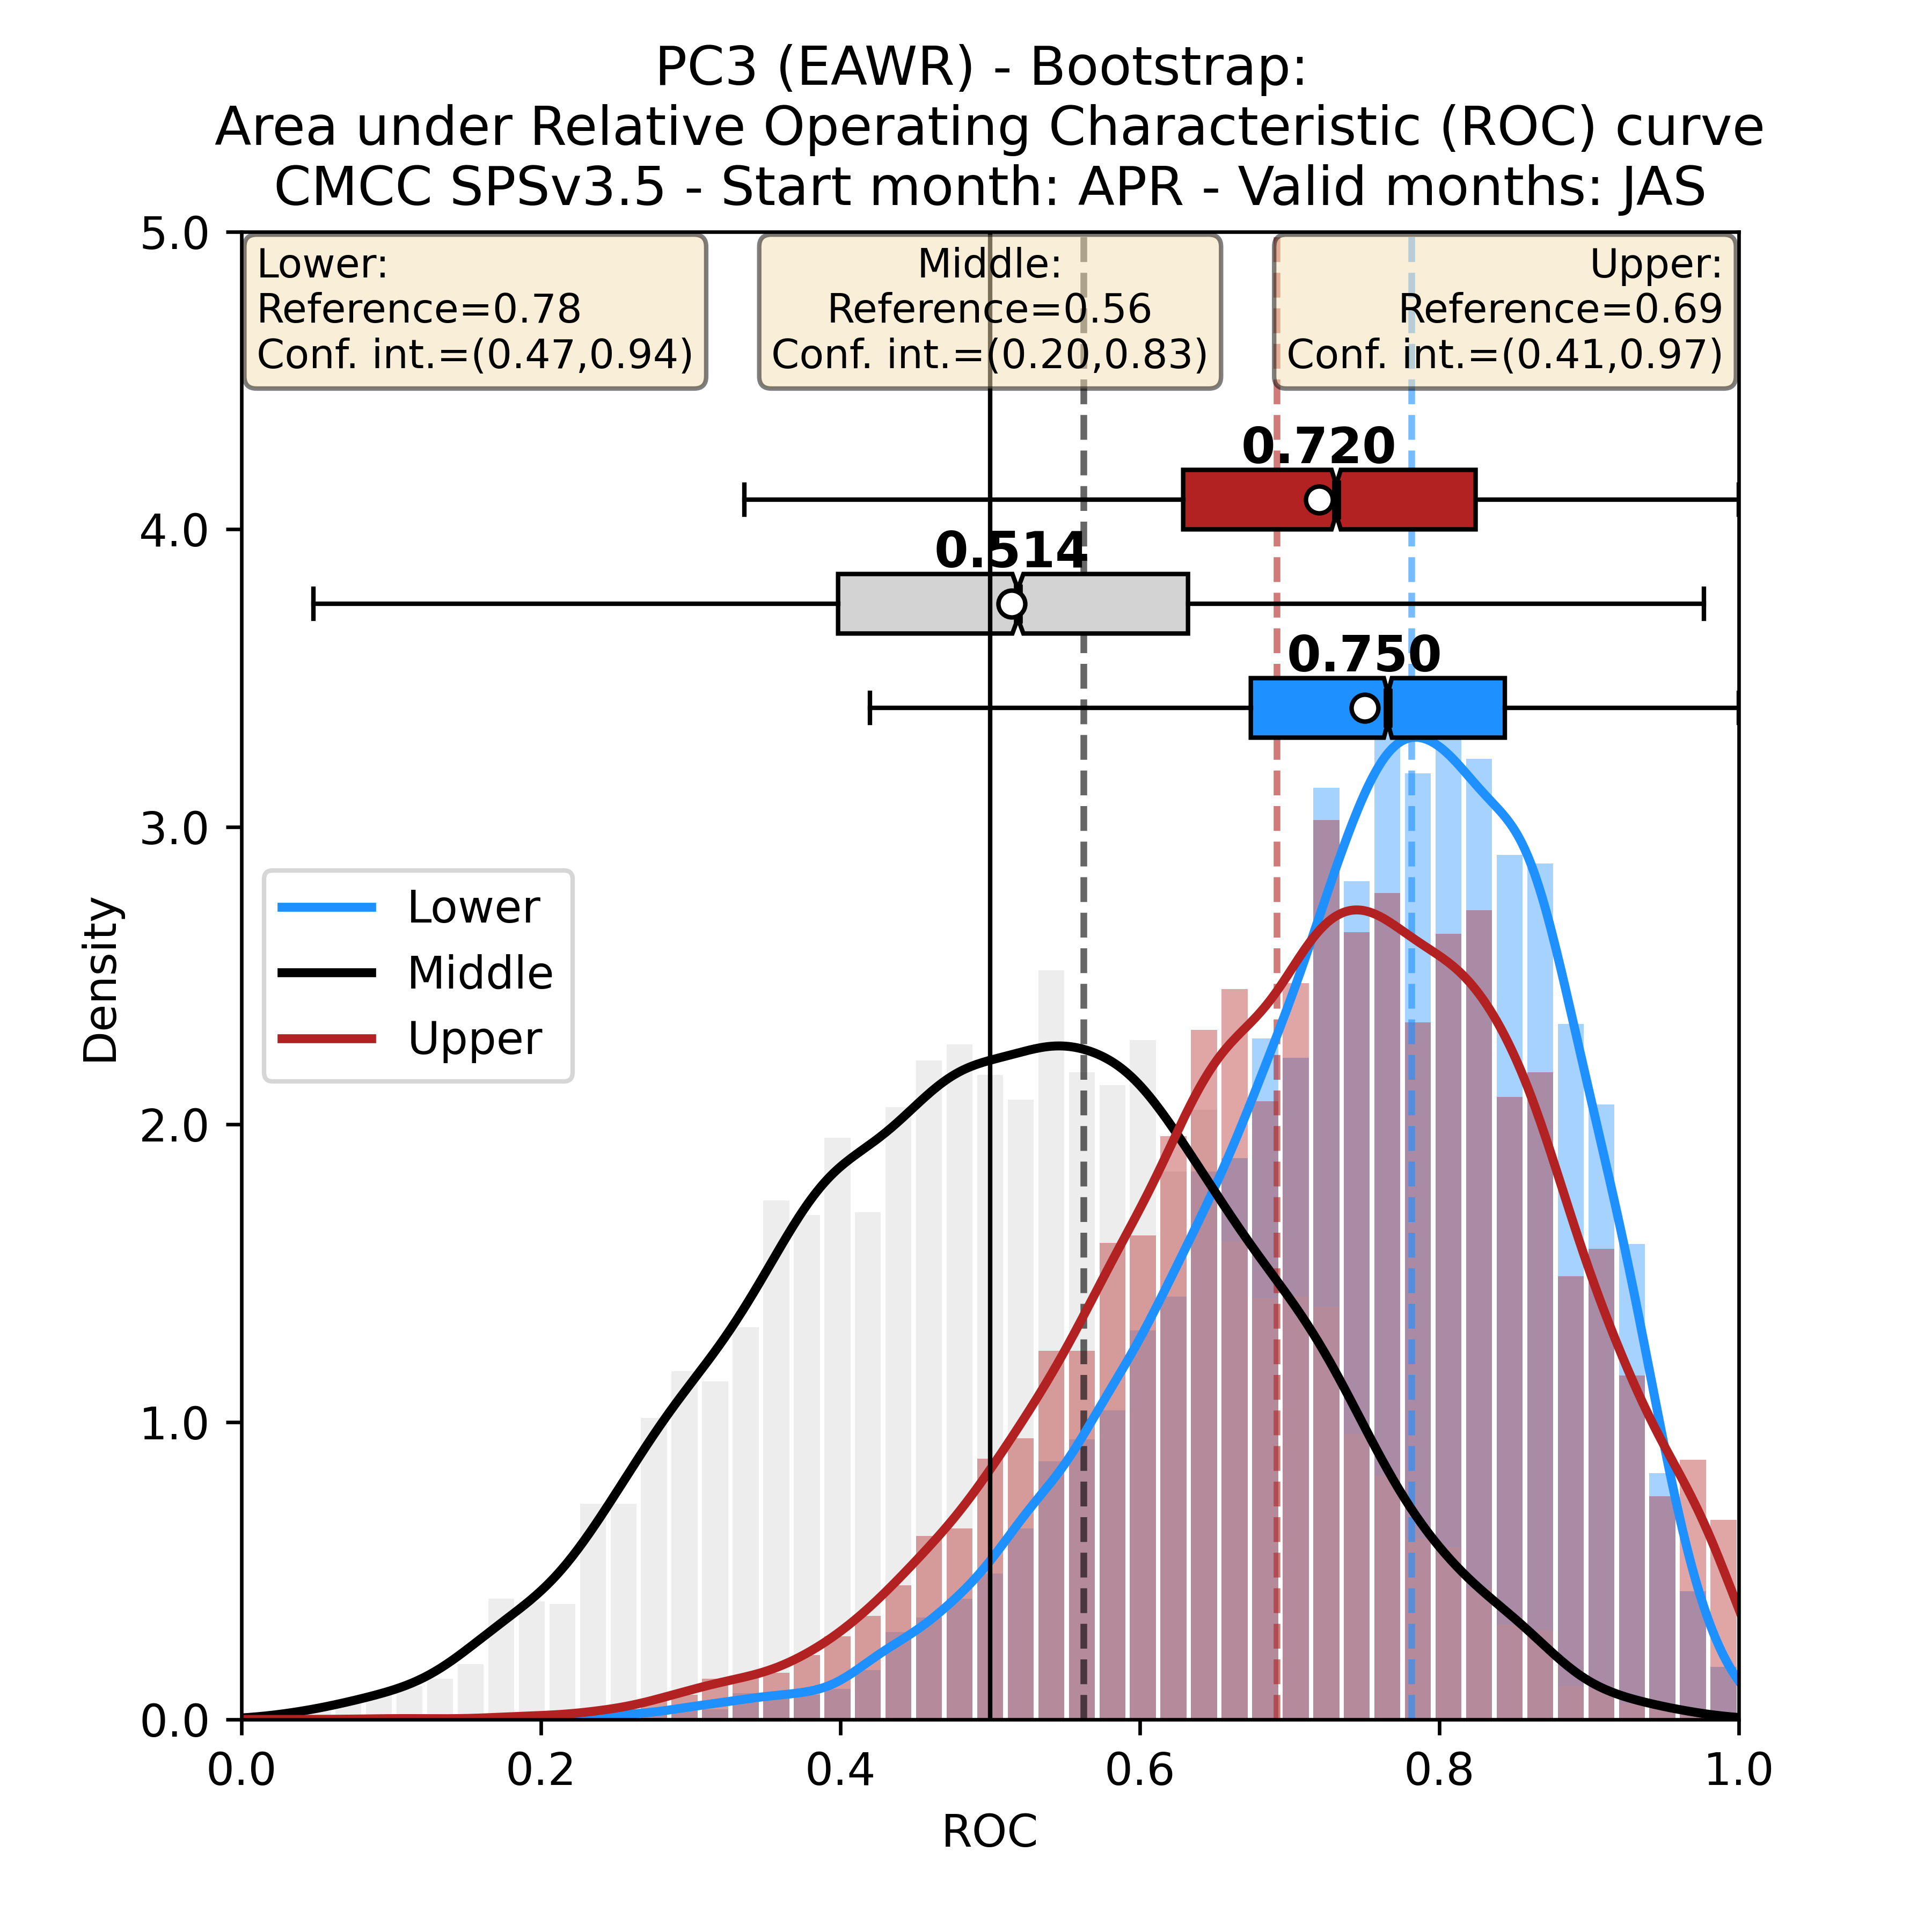 PC3 (EAWR) - Bootstrap:
Area under Relative Operating Characteristic (ROC) curve
CMCC SPSv3.5 - Start month: APR - Valid months: JAS
Lower:
Reference=0.78
Conf. int.=(0.47,0.94)
Middle:
Reference=0.56
Conf. int.=(0.20,0.83)
Upper:
Reference=0.69
Conf. int.=(0.41,0.97)
0.720
0.514
0.750
Lower
Middle
Upper
Density
5.0
4.0
3.0
2.0
1.0
0.0
0.0 0.2 0.4 0.6 0.8 1.0
ROC